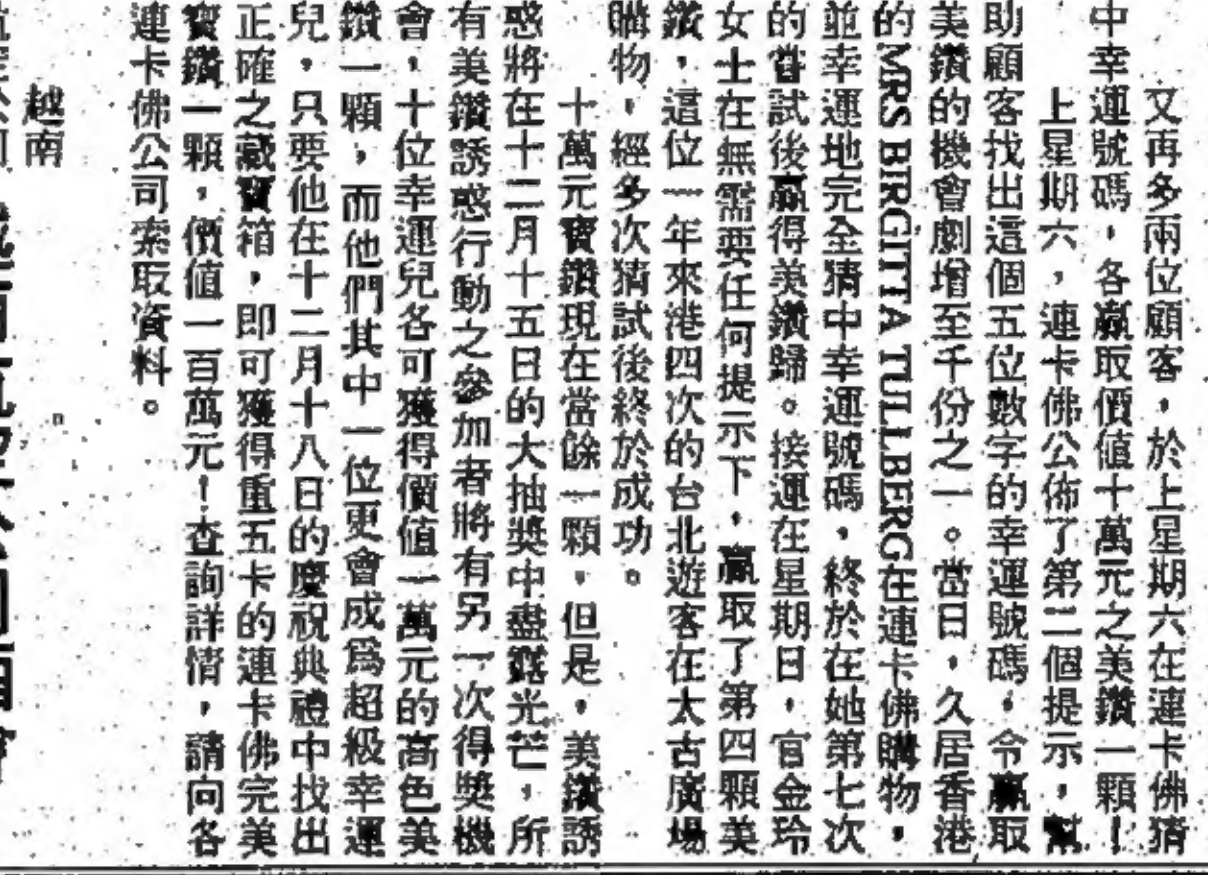 又再多兩位顧客，於上星期六在連卡佛猜
中幸運號碼，各贏取價值十萬元之美鑽一顆！
上星期六，連卡佛公佈了第二個提示，幫
助顧客找出這個五位數字的幸運號碼，令贏取
美鑽的機會劇增至千份之一。當日，久居香港
的MRS BIRGITTA TULLBERG在連卡佛購物，
並幸運地完全猜中幸運號碼，終於在她第七次
的嘗試後贏得美鑽歸。接連在星期日，官金玲
女士在無需要任何提示下，贏取了第四顆美
鑽，這位一年來港四次的台北遊客在太古廣場
購物，經多次猜試後終於成功。
十萬元寶鑽現在當餘一顆，但是，美鑽誘
惑將在十二月十五日的大抽獎中盡露光芒，所
有美鑽誘惑行動之參加者將有另一次得獎機
會，十位幸運兒各可獲得價值一萬元的高色美
鑽一顆，而他們其中一位更會成爲超級幸運
兒，只要他在十二月十八日的慶祝典禮中找出
正確之藏寶箱，即可獲得重五卡的連卡佛完美
寶鑽一顆，價值一百萬元！查詢詳情，請向各
連卡佛公司索取資料。
越南